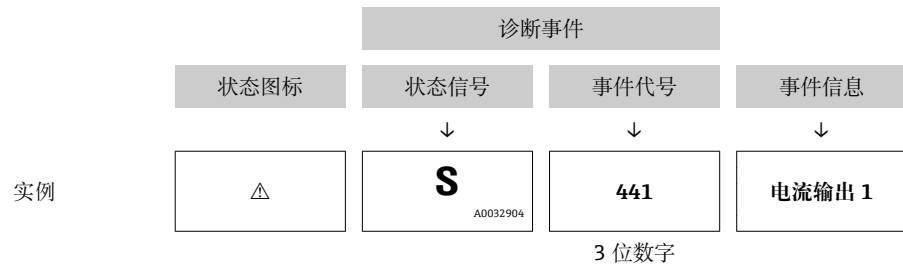 诊断事件
状态图标 状态信号 事件代号 事件信息
↓ ↓ ↓
实例 ⚠ S 441 电流输出 1
A0032904
3 位数字